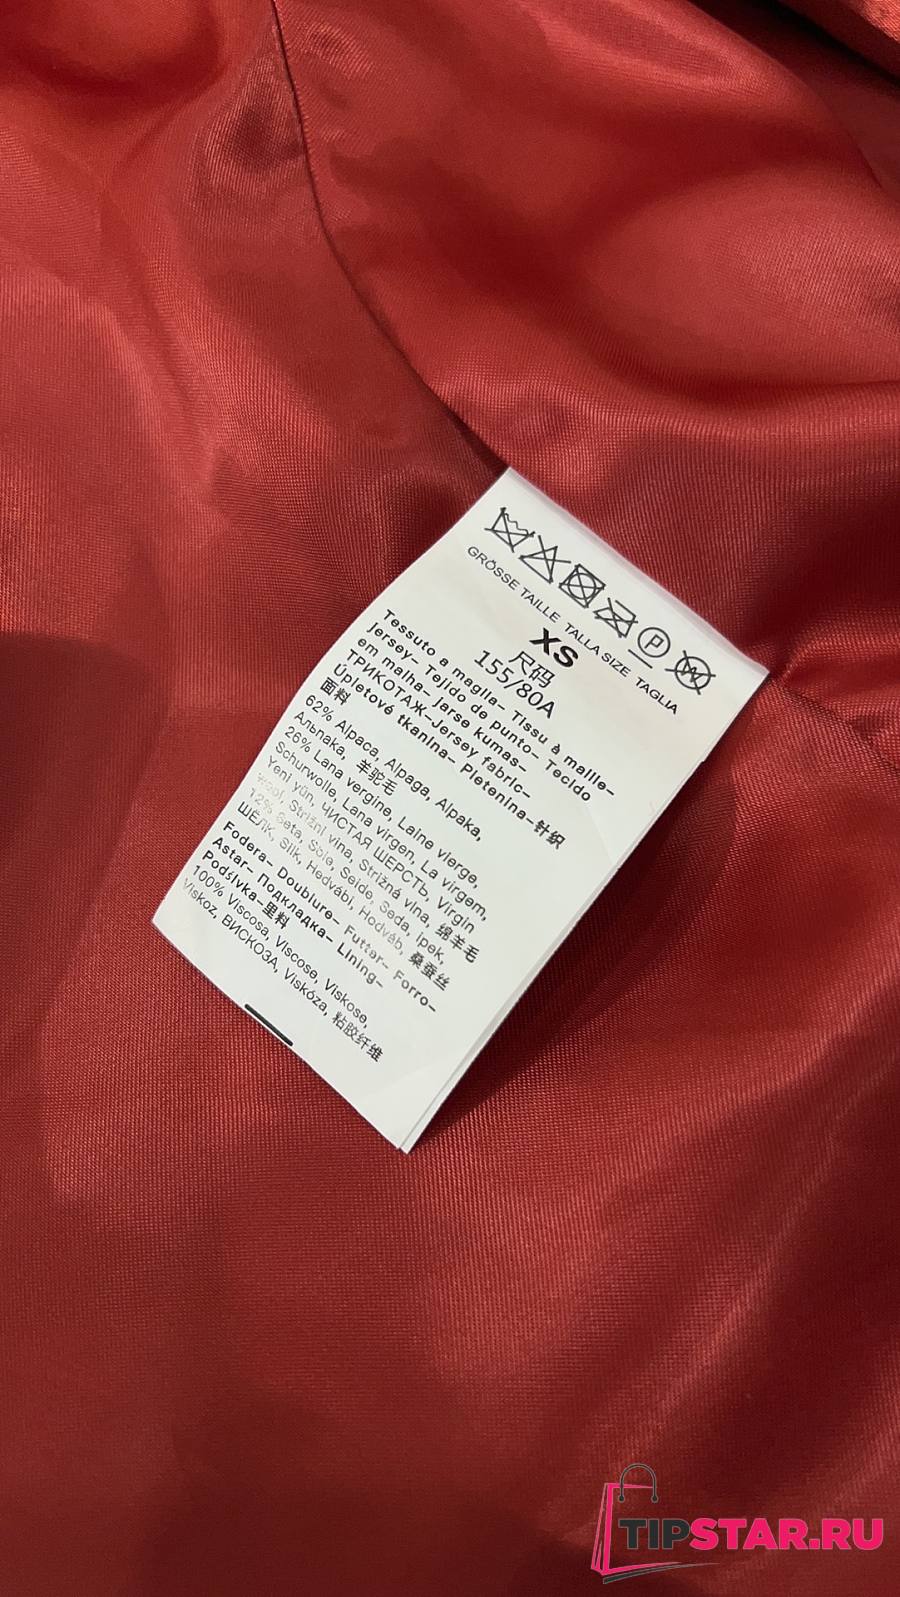 GRÖSSE TAILLE TALLA SIZE TAGLIA
XS
尺码
155/80A
Tessuto a maglia- Tissu à maille-
Jersey- Tejido de punto- Tecido
em malha- Jarse kumas-
ТРИКОТАЖ-Jersey fabric-
Úpletové tkanina- Pletenina-针织
面料
62% Alpaca, Alpaga, Alpaka,
Альпака, 羊驼毛
26% Lana vergine, Laine vierge,
Schurwolle, Lana virgen, La virgem,
Yeni yün, ЧИСТАЯ ШЕРСТЬ, Virgin
wool, Střižní vlna, Strižná vlna, 绵羊毛
12% Seta, Soie, Seide, Seda, ipek,
ШЁЛК, Silk, Hedvábí, Hodváb, 桑蚕丝
Fodera- Doublure- Futter- Forro-
Astar- Подкладка- Lining-
Podšívka-里料
100% Viscosa, Viscose, Viskose,
Viskoz, ВИСКОЗА, Viskóza, 粘胶纤维
TIPSTAR.RU